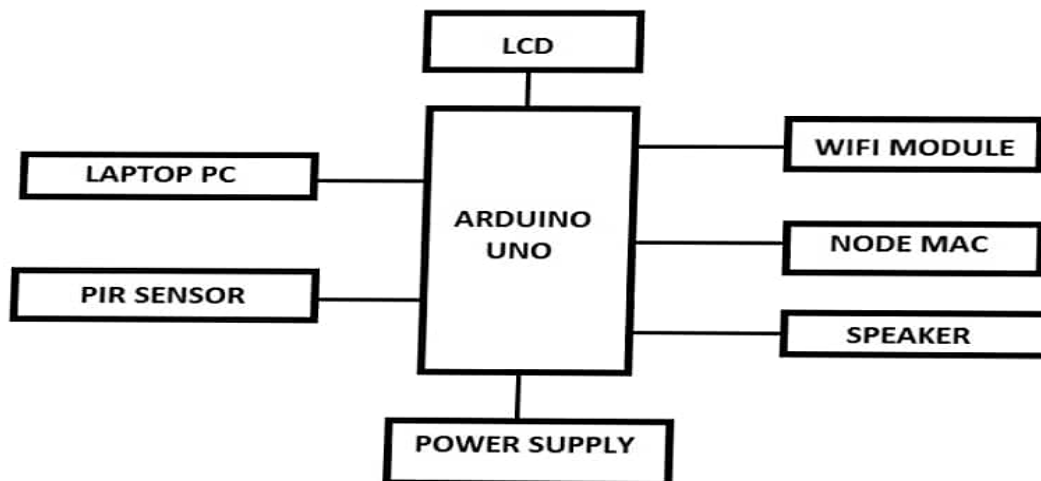 LCD
WIFI MODULE
LAPTOP PC
ARDUINO
UNO
NODE MAC
PIR SENSOR
SPEAKER
POWER SUPPLY